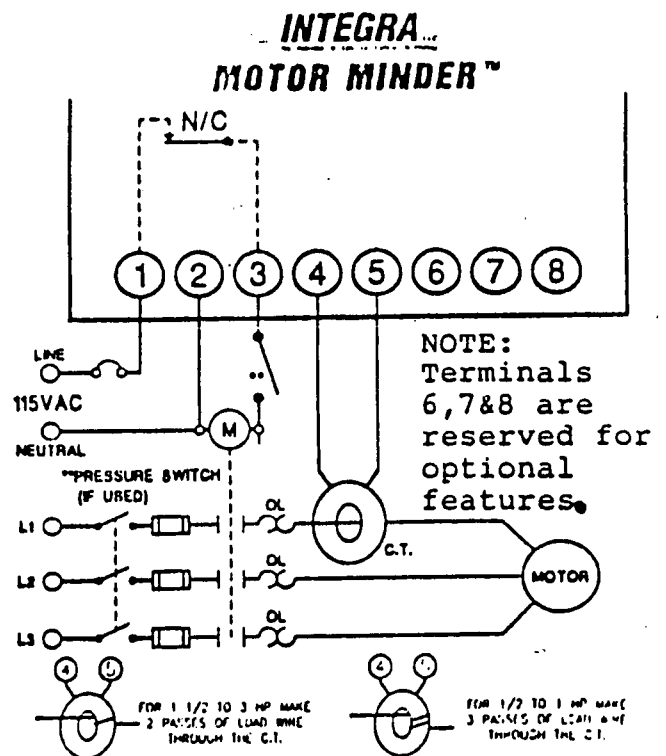 INTEGRA
MOTOR MINDER™
N/C
1 2 3 4 5 6 7 8
LINE
115VAC
NEUTRAL
NOTE:
Terminals
6,7&8 are
reserved for
optional
features.
**PRESSURE SWITCH
(IF USED)
M
L1
OL
C.T.
L2
OL
MOTOR
L3
OL
4
FOR 1 1/2 TO 3 HP MAKE
2 PASSES OF LOAD WIRE
THROUGH THE C.T.
4
FOR 1/2 TO 1 HP MAKE
3 PASSES OF LOAD WIRE
THROUGH THE C.T.